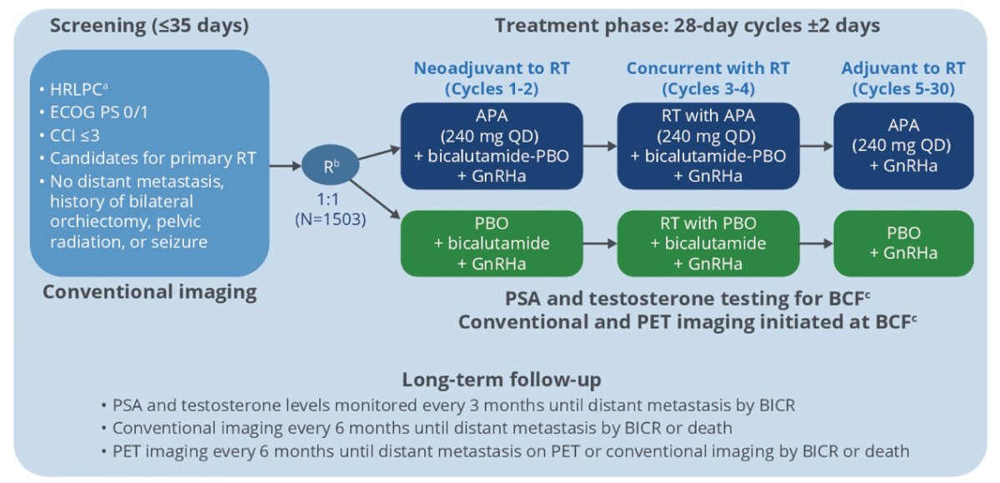 Screening (≤35 days)
Treatment phase: 28-day cycles ±2 days
• HRLPCᵃ
• ECOG PS 0/1
• CCI ≤3
• Candidates for primary RT
• No distant metastasis,
history of bilateral
orchiectomy, pelvic
radiation, or seizure
Conventional imaging
Rᵇ
1:1
(N=1503)
Neoadjuvant to RT
(Cycles 1-2)
Concurrent with RT
(Cycles 3-4)
Adjuvant to RT
(Cycles 5-30)
APA
(240 mg QD)
+ bicalutamide-PBO
+ GnRHa
RT with APA
(240 mg QD)
+ bicalutamide-PBO
+ GnRHa
APA
(240 mg QD)
+ GnRHa
PBO
+ bicalutamide
+ GnRHa
RT with PBO
+ bicalutamide
+ GnRHa
PBO
+ GnRHa
PSA and testosterone testing for BCFᶜ
Conventional and PET imaging initiated at BCFᶜ
Long-term follow-up
• PSA and testosterone levels monitored every 3 months until distant metastasis by BICR
• Conventional imaging every 6 months until distant metastasis by BICR or death
• PET imaging every 6 months until distant metastasis on PET or conventional imaging by BICR or death